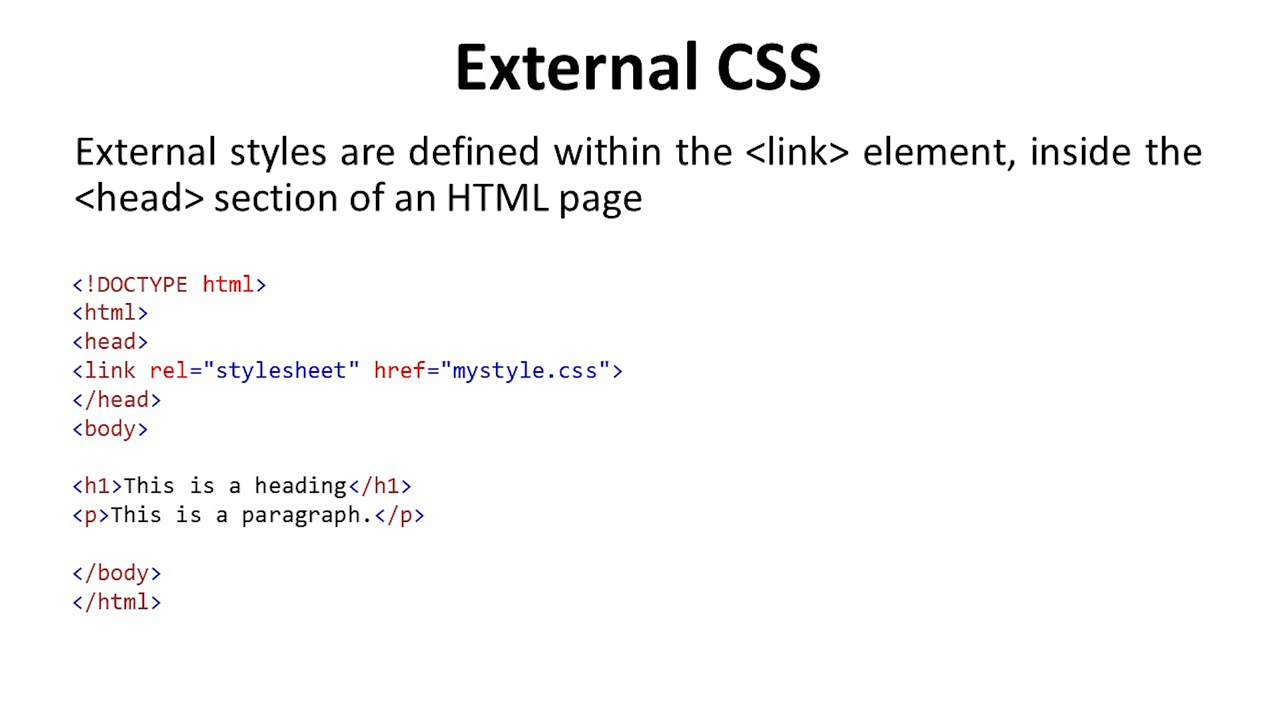 External CSS
External styles are defined within the <link> element, inside the
<head> section of an HTML page
<!DOCTYPE html>
<html>
<head>
<link rel="stylesheet" href="mystyle.css">
</head>
<body>
<h1>This is a heading</h1>
<p>This is a paragraph.</p>
</body>
</html>